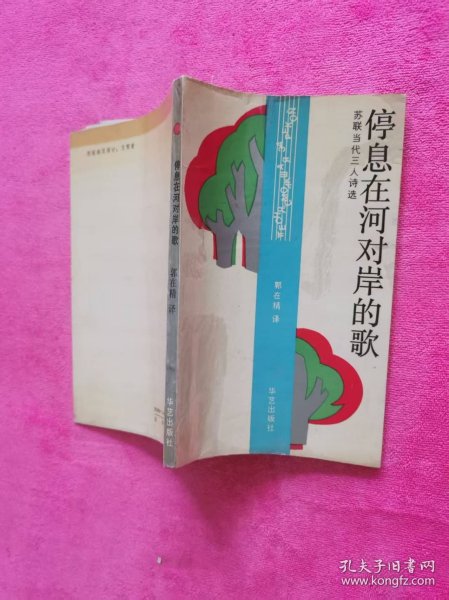 停息在河对岸的歌
苏联当代三人诗选
郭在精 译
华艺出版社
停息在河对岸的歌
郭在精 译
华艺出版社
孔夫子旧书网
www.kongfz.com